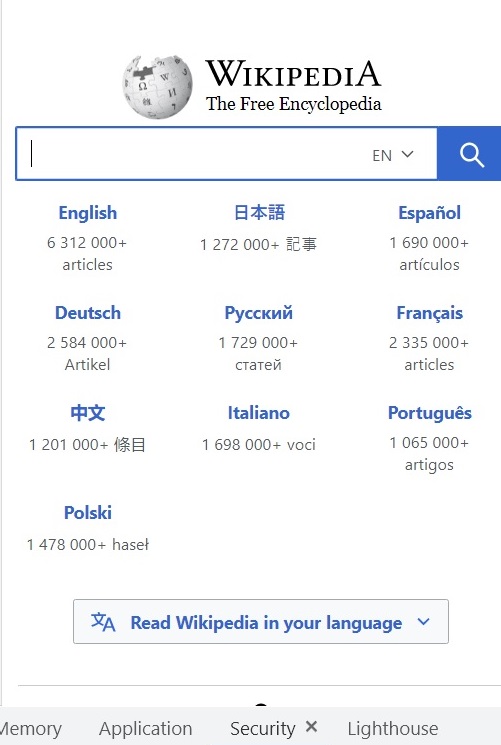 WIKIPEDIA
The Free Encyclopedia
EN
English
6 312 000+
articles
日本語
1 272 000+ 記事
Español
1 690 000+
artículos
Deutsch
2 584 000+
Artikel
Русский
1 729 000+
статей
Français
2 335 000+
articles
中文
1 201 000+ 條目
Italiano
1 698 000+ voci
Português
1 065 000+
artigos
Polski
1 478 000+ haseł
Read Wikipedia in your language
Memory Application Security Lighthouse